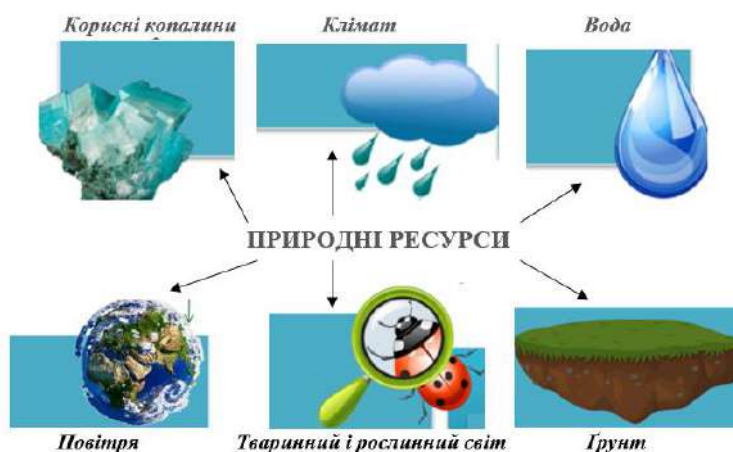 Корисні копалини
Клімат
Вода
ПРИРОДНІ РЕСУРСИ
Повітря
Тваринний і рослинний світ
Ґрунт